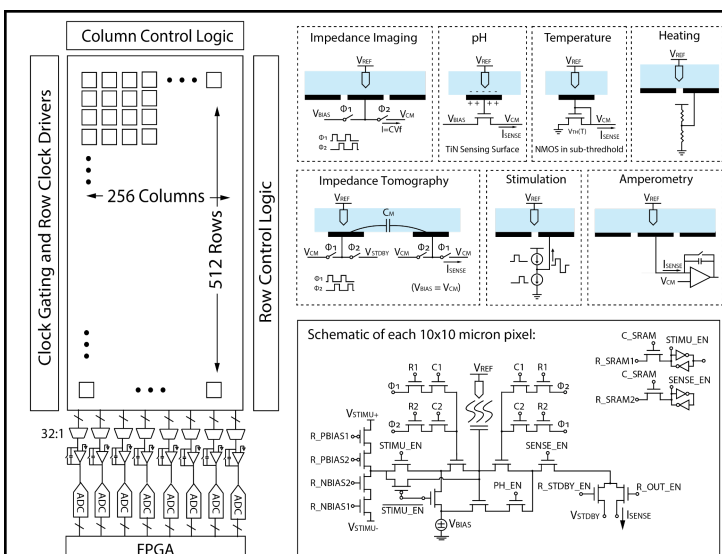 Column Control Logic
Clock Gating and Row Clock Drivers
256 Columns
512 Rows
Row Control Logic
32:1
ADC ADC ADC ADC ADC ADC ADC ADC
FPGA
Impedance Imaging
VREF
Φ1 Φ2
VBIAS VCM
I=CVf
Φ1
Φ2
pH
VREF
- - - - -
+ + + +
VBIAS VCM
ISENSE
TiN Sensing Surface
Temperature
VREF
VCM
VTH(T) ISENSE
NMOS in sub-thredhold
Heating
VREF
Impedance Tomography
VREF CM
Φ1 Φ2 Φ2 Φ1
VCM VSTDBY VCM VCM
ISENSE
Φ1
Φ2
(VBIAS = VCM)
Stimulation
VREF
Amperometry
VREF
ISENSE
VCM
Schematic of each 10x10 micron pixel:
C_SRAM STIMU_EN
R_SRAM1
C_SRAM SENSE_EN
R_SRAM2
R1 C1 VREF C1 R1
Φ1 Φ2
R2 C2 C2 R2
Φ2 Φ1
VSTIMU+
R_PBIAS1
R_PBIAS2
R_NBIAS2
R_NBIAS1
VSTIMU-
STIMU_EN
SENSE_EN
STIMU_EN
PH_EN
VBIAS
R_STDBY_EN R_OUT_EN
VSTDBY ISENSE